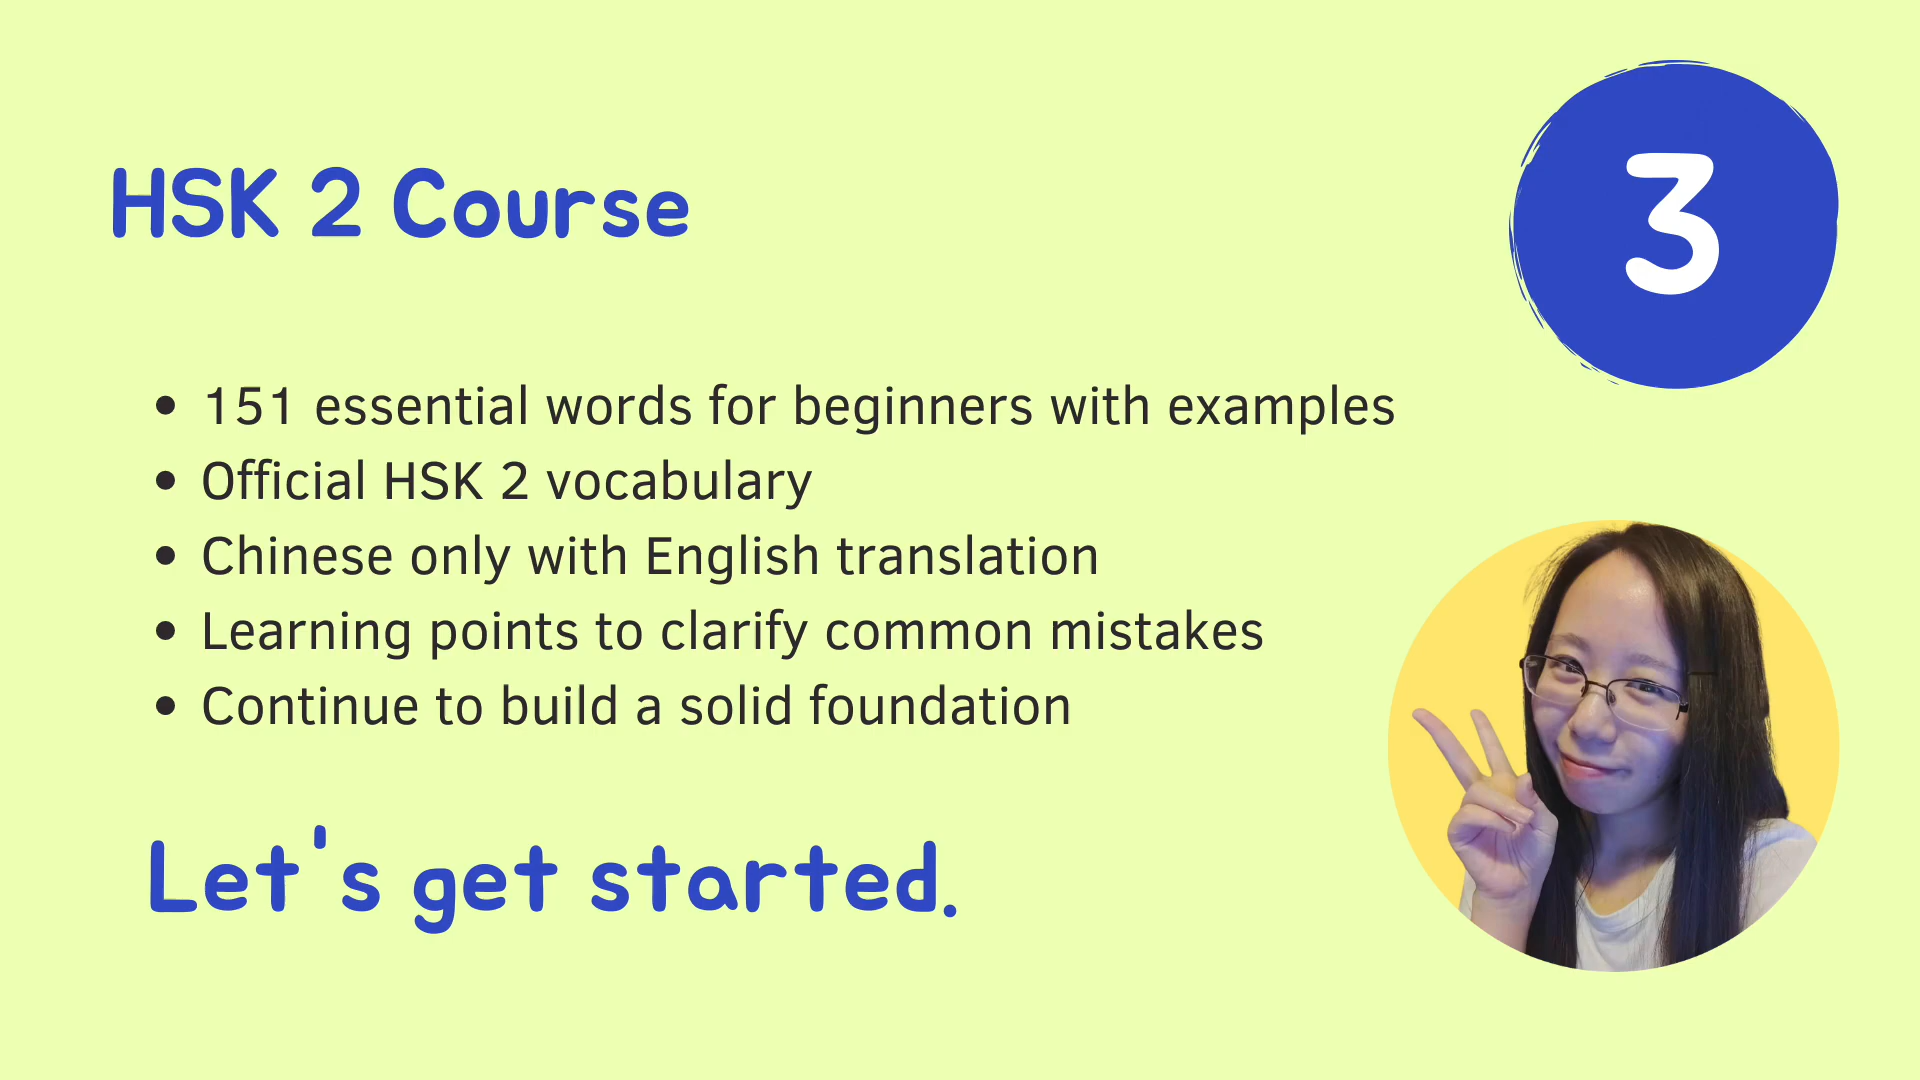 HSK 2 Course
3
• 151 essential words for beginners with examples
• Official HSK 2 vocabulary
• Chinese only with English translation
• Learning points to clarify common mistakes
• Continue to build a solid foundation
Let's get started.